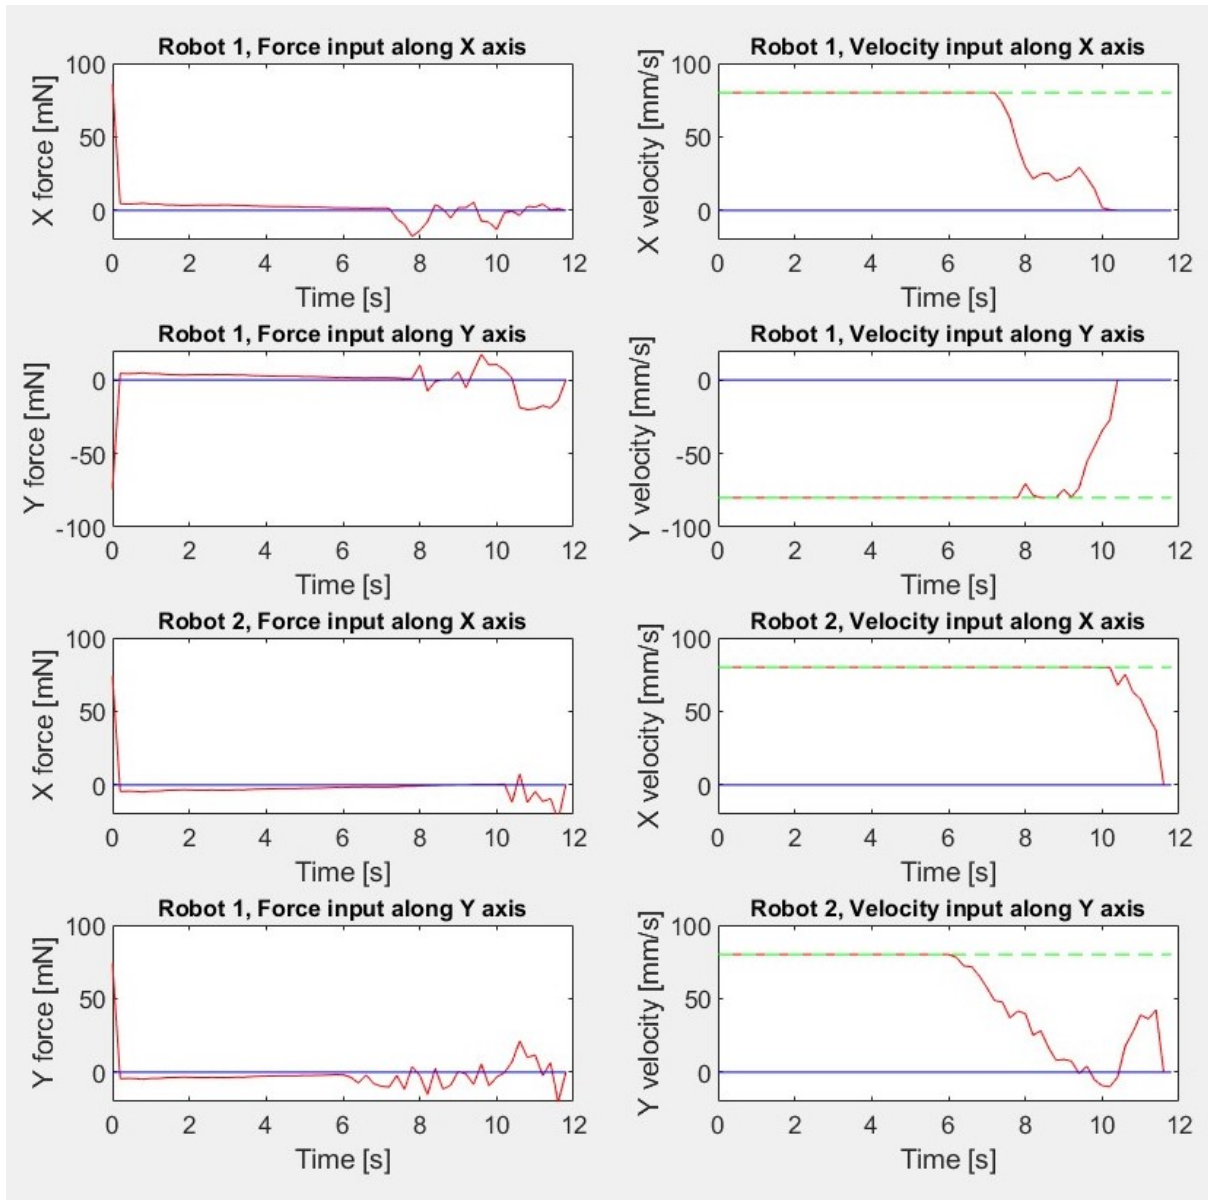 Robot 1, Force input along X axis
100
50
0
X force [mN]
0 2 4 6 8 10 12
Time [s]
Robot 1, Velocity input along X axis
100
50
0
X velocity [mm/s]
0 2 4 6 8 10 12
Time [s]
Robot 1, Force input along Y axis
0
-50
-100
Y force [mN]
0 2 4 6 8 10 12
Time [s]
Robot 1, Velocity input along Y axis
0
-50
-100
Y velocity [mm/s]
0 2 4 6 8 10 12
Time [s]
Robot 2, Force input along X axis
100
50
0
X force [mN]
0 2 4 6 8 10 12
Time [s]
Robot 2, Velocity input along X axis
100
50
0
X velocity [mm/s]
0 2 4 6 8 10 12
Time [s]
Robot 1, Force input along Y axis
100
50
0
Y force [mN]
0 2 4 6 8 10 12
Time [s]
Robot 2, Velocity input along Y axis
100
50
0
Y velocity [mm/s]
0 2 4 6 8 10 12
Time [s]